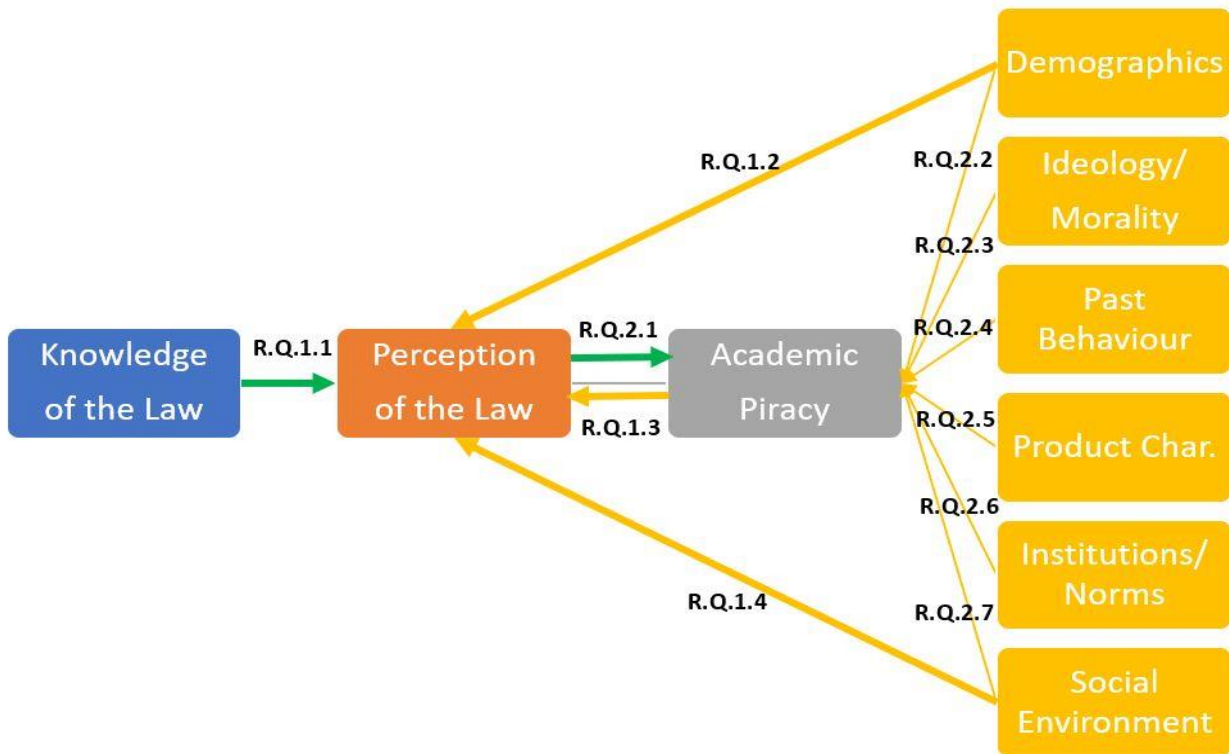 Demographics
R.Q.1.2
R.Q.2.2
Ideology/
Morality
R.Q.2.3
Past
Behaviour
R.Q.2.4
Knowledge
of the Law
R.Q.1.1
Perception
of the Law
R.Q.2.1
R.Q.1.3
Academic
Piracy
R.Q.2.5
Product Char.
R.Q.2.6
Institutions/
Norms
R.Q.1.4
R.Q.2.7
Social
Environment